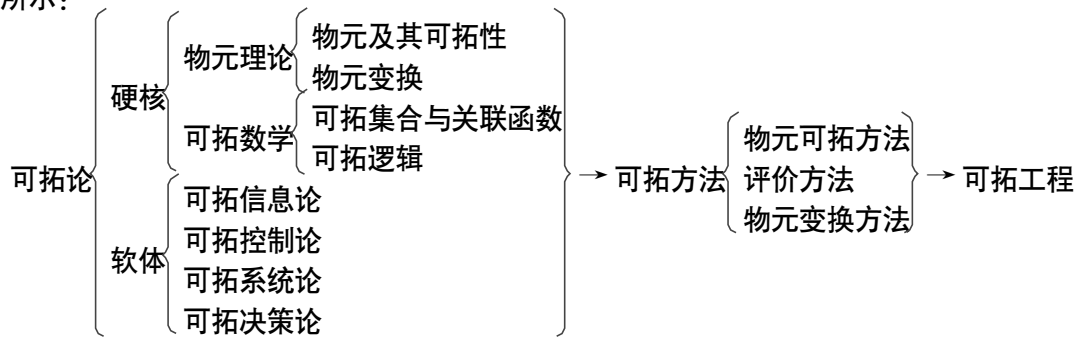 所示：
物元及其可拓性
物元理论
物元变换
硬核
可拓集合与关联函数
可拓数学
可拓逻辑
可拓论
可拓信息论
可拓控制论
软体
可拓系统论
可拓决策论
→ 可拓方法
物元可拓方法
评价方法
物元变换方法
→ 可拓工程